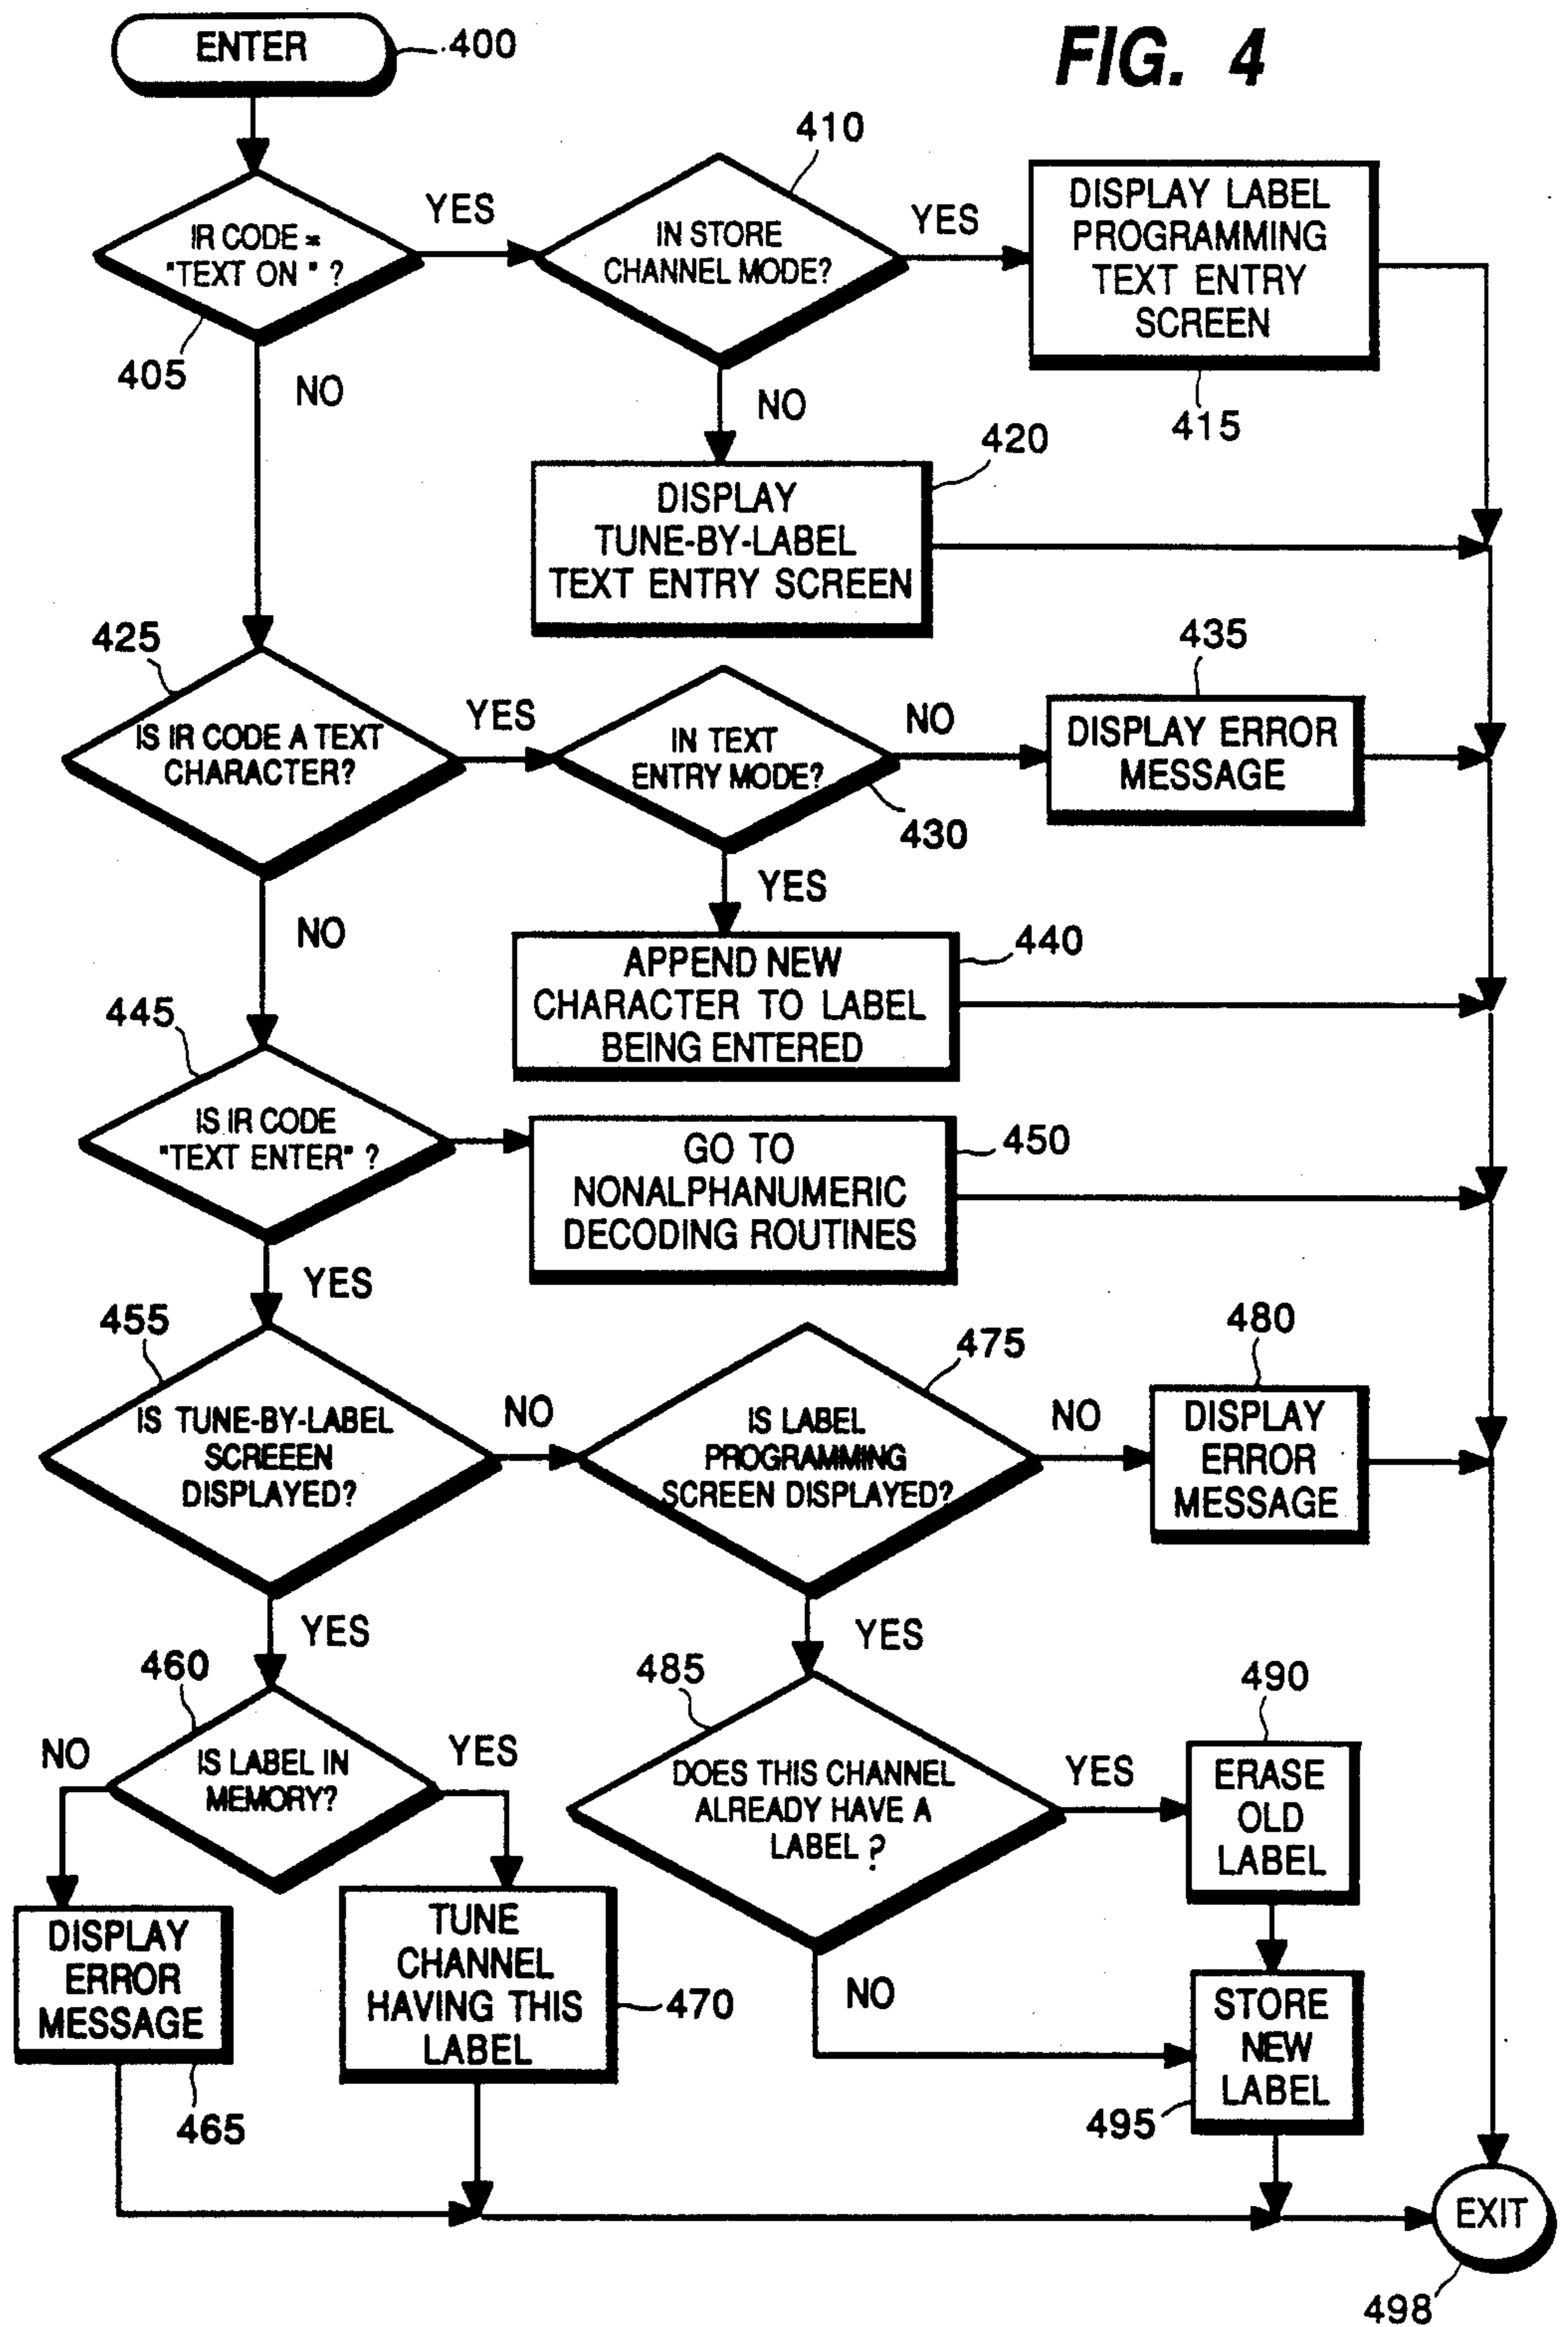 FIG. 4
ENTER
400
IR CODE =
"TEXT ON " ?
405
YES
NO
410
IN STORE
CHANNEL MODE?
YES
NO
DISPLAY LABEL
PROGRAMMING
TEXT ENTRY
SCREEN
415
420
DISPLAY
TUNE-BY-LABEL
TEXT ENTRY SCREEN
425
IS IR CODE A TEXT
CHARACTER?
YES
NO
IN TEXT
ENTRY MODE?
430
NO
YES
435
DISPLAY ERROR
MESSAGE
440
APPEND NEW
CHARACTER TO LABEL
BEING ENTERED
445
IS IR CODE
"TEXT ENTER" ?
YES
450
GO TO
NONALPHANUMERIC
DECODING ROUTINES
455
IS TUNE-BY-LABEL
SCREEEN
DISPLAYED?
NO
YES
475
IS LABEL
PROGRAMMING
SCREEN DISPLAYED?
NO
YES
480
DISPLAY
ERROR
MESSAGE
460
IS LABEL IN
MEMORY?
NO
YES
DISPLAY
ERROR
MESSAGE
465
TUNE
CHANNEL
HAVING THIS
LABEL
470
485
DOES THIS CHANNEL
ALREADY HAVE A
LABEL ?
YES
NO
490
ERASE
OLD
LABEL
STORE
NEW
LABEL
495
EXIT
498